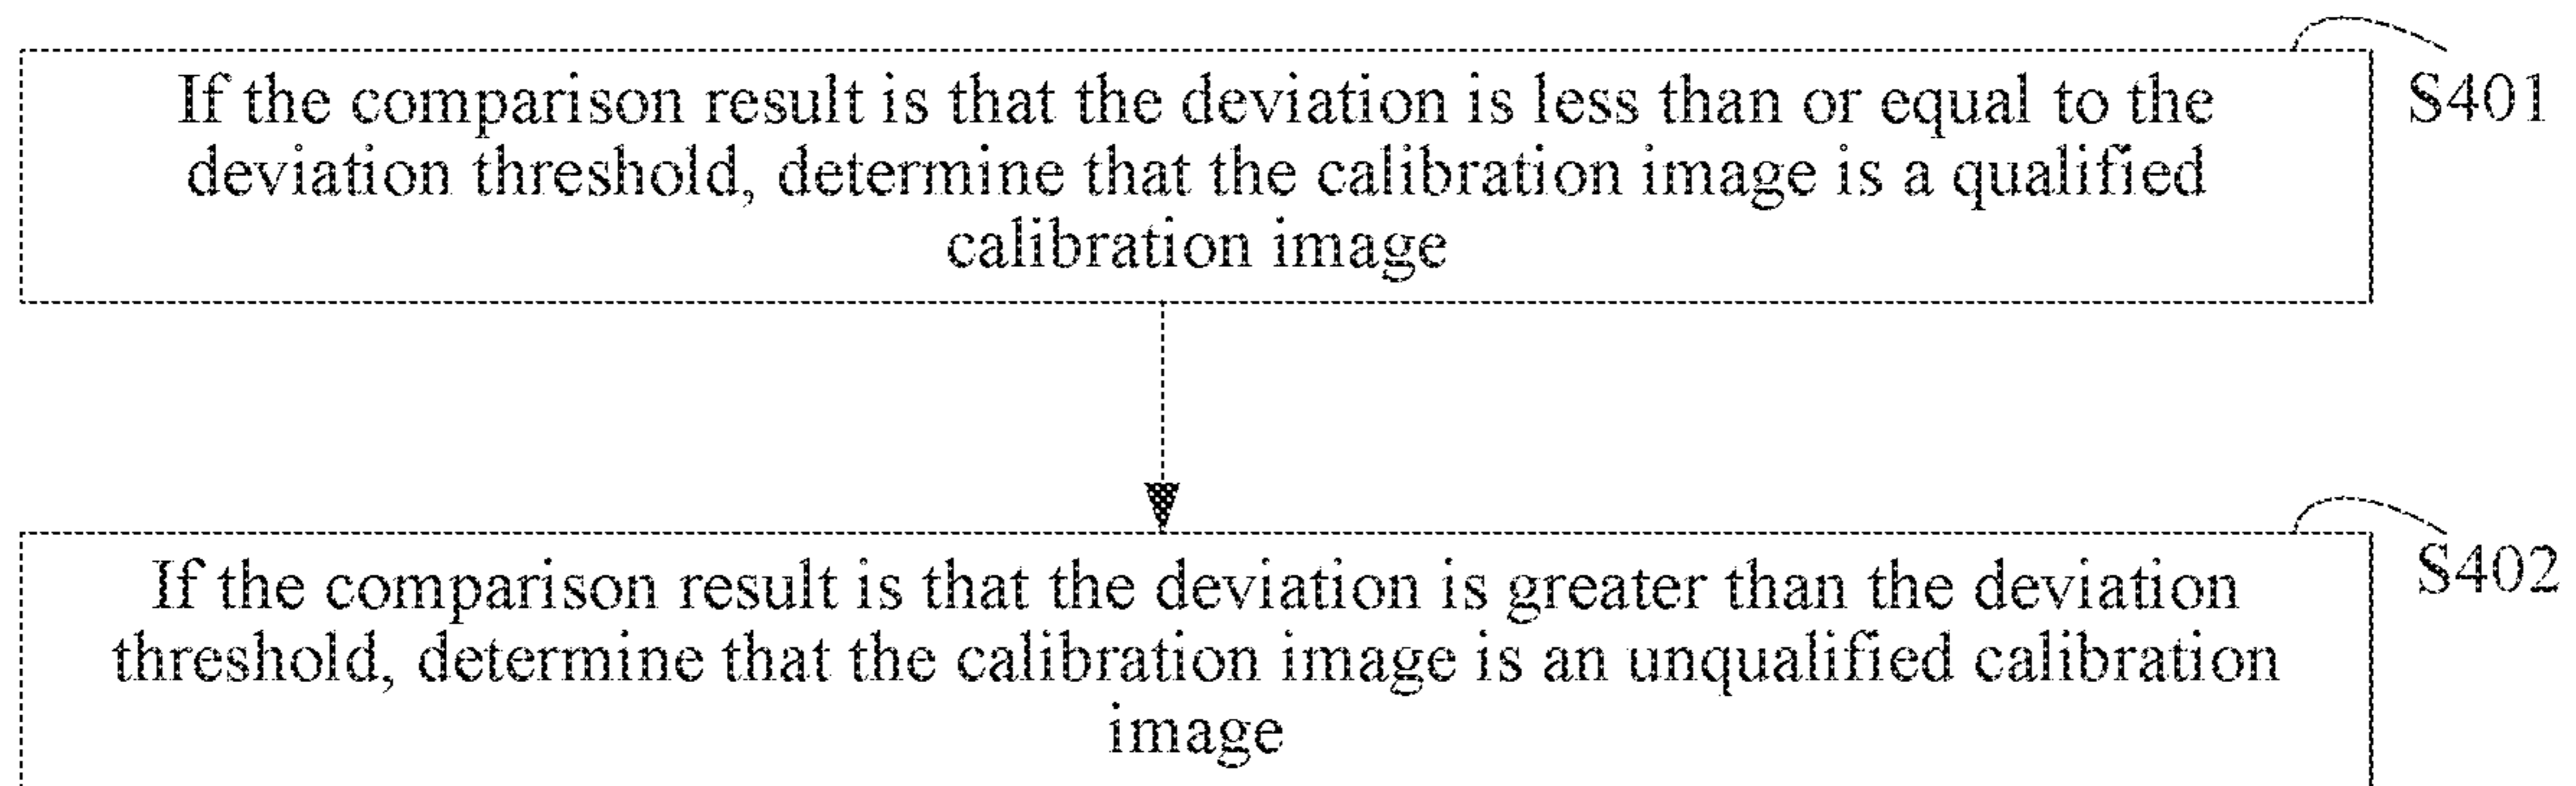 If the comparison result is that the deviation is less than or equal to the
deviation threshold, determine that the calibration image is a qualified
calibration image
S401
If the comparison result is that the deviation is greater than the deviation
threshold, determine that the calibration image is an unqualified calibration
image
S402